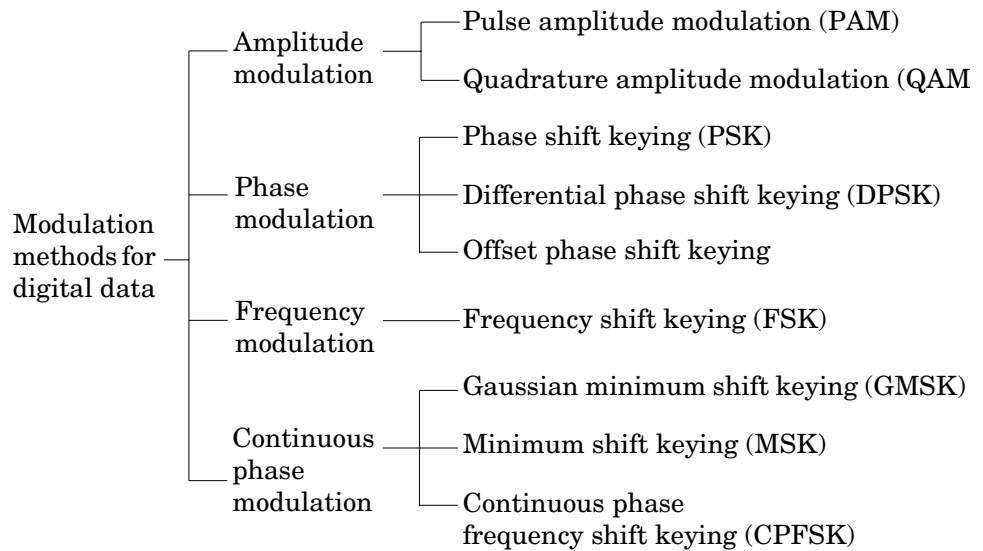 Modulation
methods for
digital data
Amplitude
modulation
Pulse amplitude modulation (PAM)
Quadrature amplitude modulation (QAM
Phase
modulation
Phase shift keying (PSK)
Differential phase shift keying (DPSK)
Offset phase shift keying
Frequency
modulation
Frequency shift keying (FSK)
Continuous
phase
modulation
Gaussian minimum shift keying (GMSK)
Minimum shift keying (MSK)
Continuous phase
frequency shift keying (CPFSK)